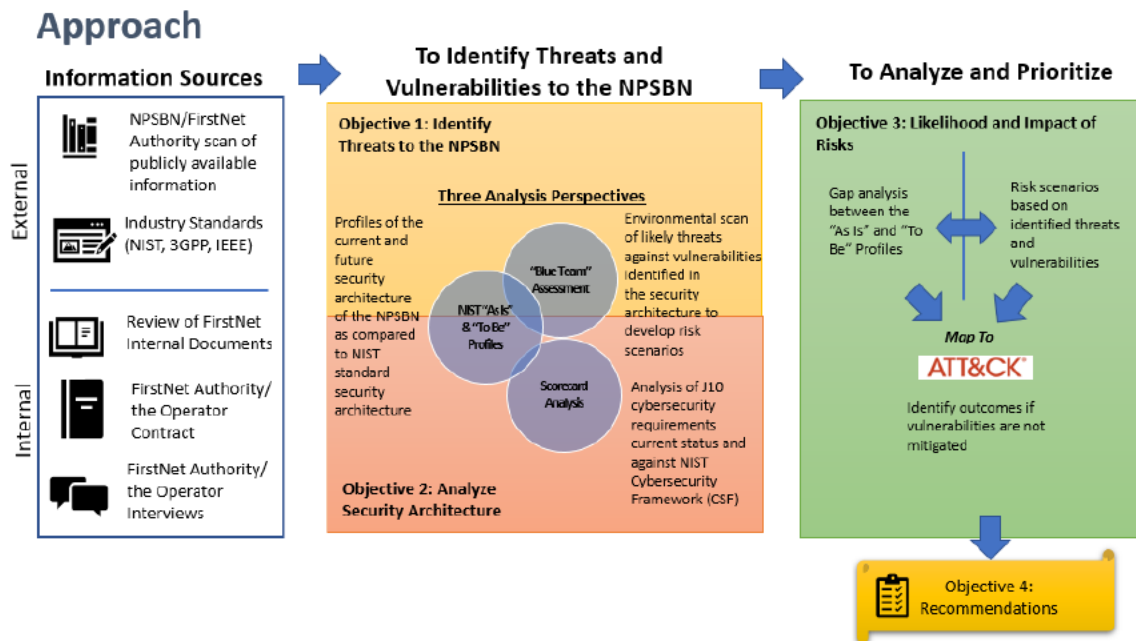 Approach
Information Sources
External
NPSBN/FirstNet
Authority scan of
publicly available
information
Industry Standards
(NIST, 3GPP, IEEE)
Internal
Review of FirstNet
Internal Documents
FirstNet Authority/
the Operator
Contract
FirstNet Authority/
the Operator
Interviews
To Identify Threats and
Vulnerabilities to the NPSBN
Objective 1: Identify
Threats to the NPSBN
Three Analysis Perspectives
Profiles of the
current and
future
security
architecture
of the NPSBN
as compared
to NIST
standard
security
architecture
"Blue Team"
Assessment
NIST "As Is"
& "To Be"
Profiles
Scorecard
Analysis
Environmental scan
of likely threats
against vulnerabilities
identified in
the security
architecture to
develop risk
scenarios
Analysis of J10
cybersecurity
requirements
current status and
against NIST
Cybersecurity
Framework (CSF)
Objective 2: Analyze
Security Architecture
To Analyze and Prioritize
Objective 3: Likelihood and Impact of
Risks
Gap analysis
between the
"As Is" and "To
Be" Profiles
Risk scenarios
based on
identified threats
and
vulnerabilities
Map To
ATT&CK®
Identify outcomes if
vulnerabilities are not
mitigated
Objective 4:
Recommendations